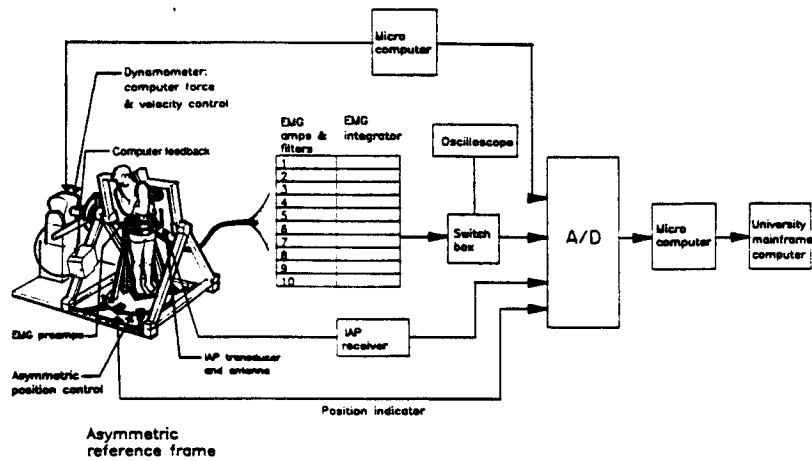 Micro
computer
Dynamometer:
computer force
& velocity control
Computer feedback
EMG
amps &
filters
EMG
integrator
1
2
3
4
5
6
7
8
9
10
Oscillescope
Switch
box
A/D
Micro
computer
University
mainframe
computer
EMG preamps
Asymmetric
position control
IAP transducer
and antenna
IAP
receiver
Position indicator
Asymmetric
reference frame